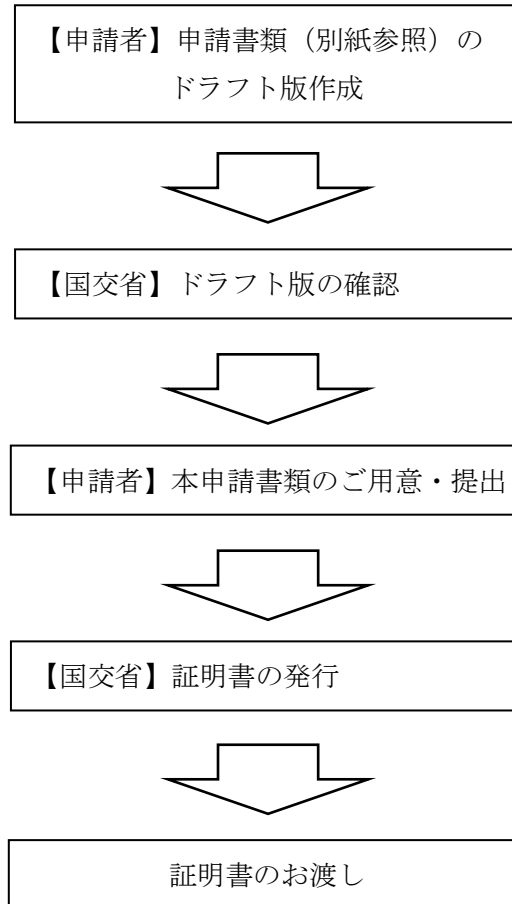 【申請者】申請書類（別紙参照）の
ドラフト版作成
【国交省】ドラフト版の確認
【申請者】本申請書類のご用意・提出
【国交省】証明書の発行
証明書のお渡し